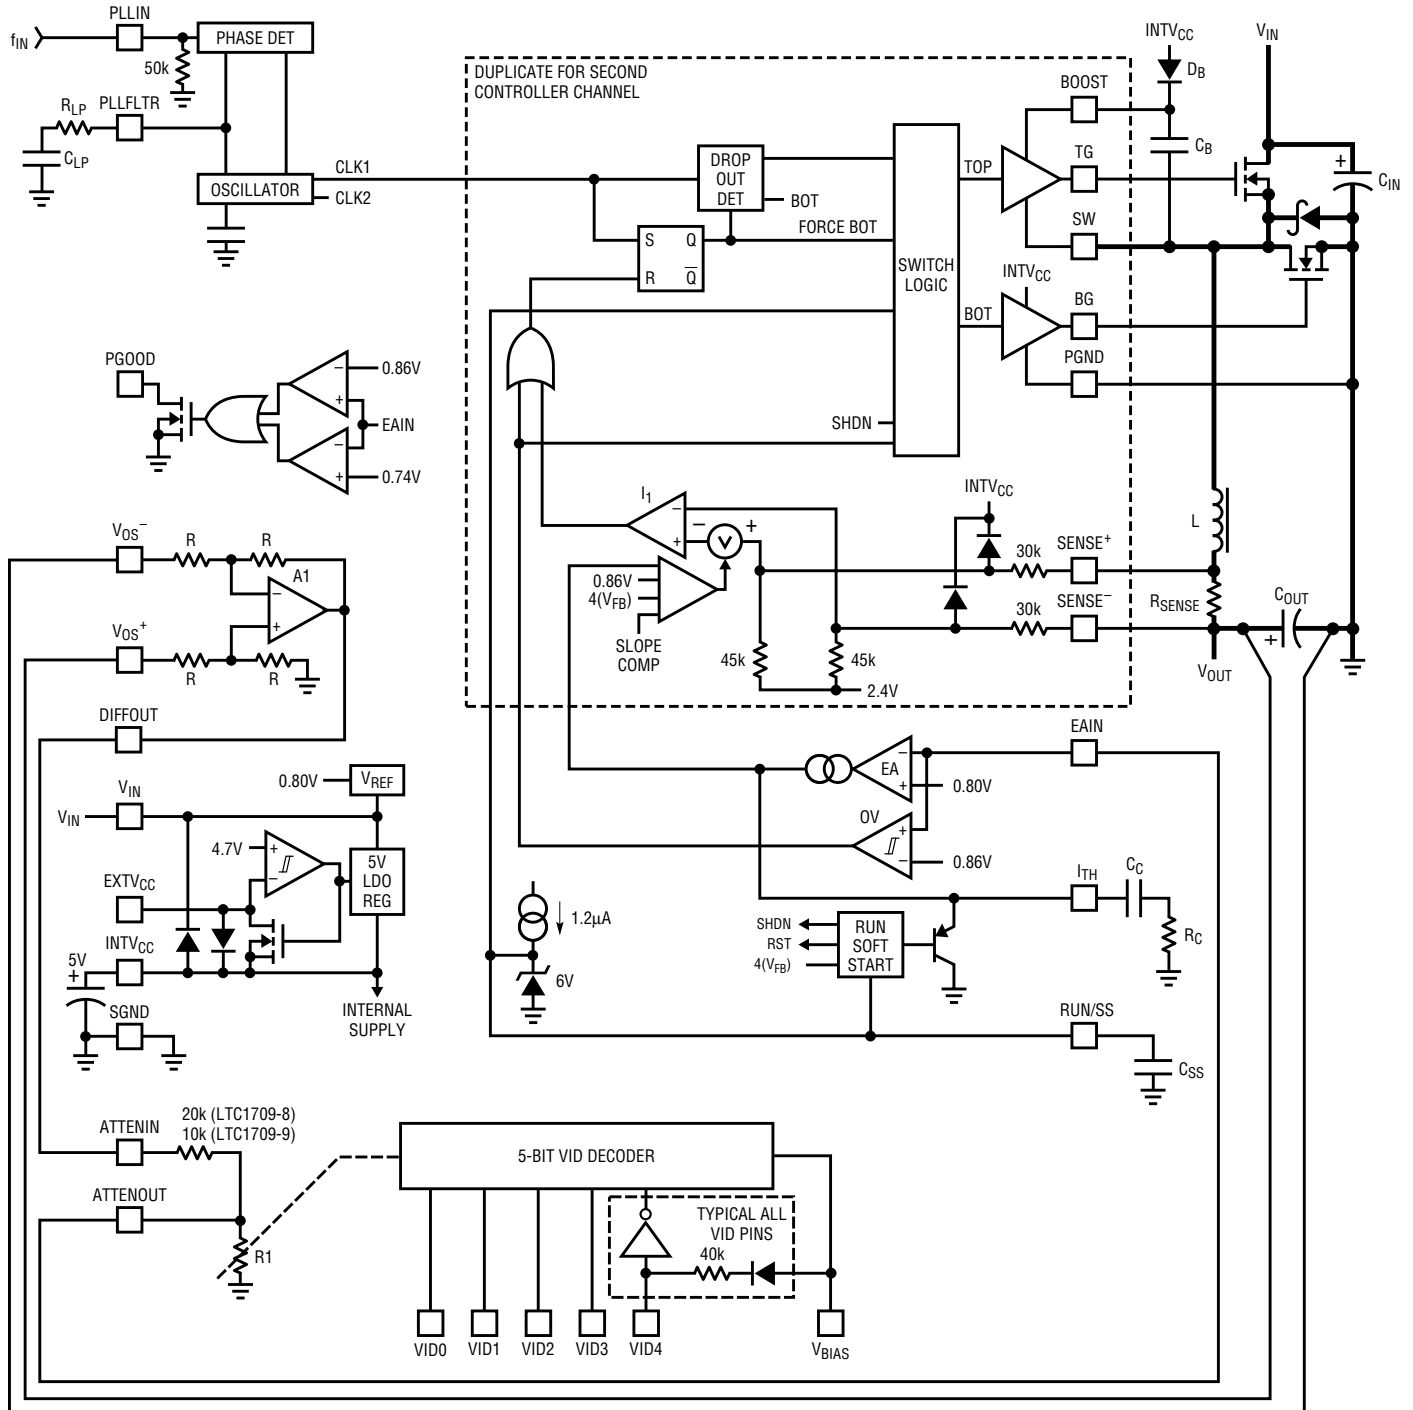 PLLIN
fIN
PHASE DET
50k
RLP
PLLFLTR
CLP
OSCILLATOR
CLK1
CLK2
DUPLICATE FOR SECOND
CONTROLLER CHANNEL
DROP
OUT
DET
BOT
S
Q
R
Q̅
FORCE BOT
SWITCH
LOGIC
SHDN
TOP
BOT
INTVCC
BOOST
TG
SW
BG
PGND
INTVCC
DB
CB
VIN
+
CIN
PGOOD
−
0.86V
+
EAIN
−
+
0.74V
I1
−
+
−
V
+
0.86V
4(VFB)
SLOPE
COMP
45k
45k
2.4V
INTVCC
30k
SENSE+
30k
SENSE−
L
RSENSE
COUT
+
VOUT
VOS−
R
R
A1
−
+
VOS+
R
R
DIFFOUT
0.80V
VREF
VIN
VIN
4.7V
+
−
5V
LDO
REG
EXTVCC
INTVCC
5V
+
SGND
INTERNAL
SUPPLY
EAIN
−
EA
+
0.80V
OV
+
−
0.86V
ITH
CC
RC
1.2µA
6V
SHDN
RST
4(VFB)
RUN
SOFT
START
RUN/SS
CSS
20k (LTC1709-8)
10k (LTC1709-9)
ATTENIN
ATTENOUT
R1
5-BIT VID DECODER
TYPICAL ALL
VID PINS
40k
VID0
VID1
VID2
VID3
VID4
VBIAS